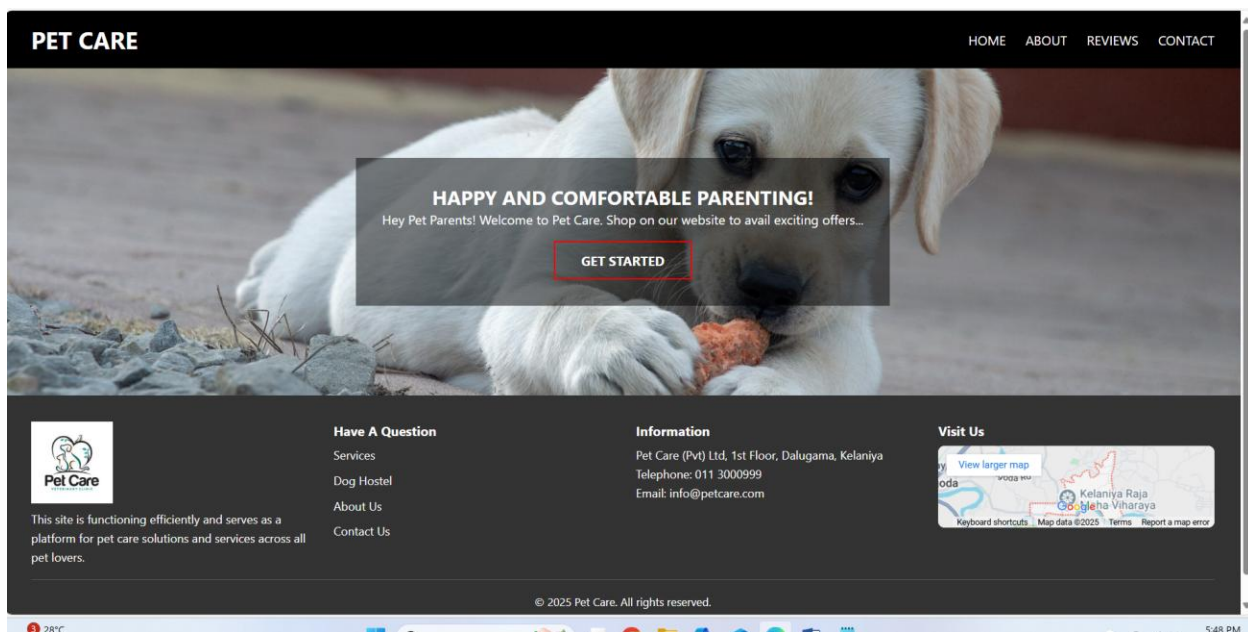 PET CARE
HOME ABOUT REVIEWS CONTACT
HAPPY AND COMFORTABLE PARENTING!
Hey Pet Parents! Welcome to Pet Care. Shop on our website to avail exciting offers...
GET STARTED
Pet Care
This site is functioning efficiently and serves as a
platform for pet care solutions and services across all
pet lovers.
Have A Question
Services
Dog Hostel
About Us
Contact Us
Information
Pet Care (Pvt) Ltd, 1st Floor, Dalugama, Kelaniya
Telephone: 011 3000999
Email: info@petcare.com
Visit Us
View larger map
Kelaniya Raja
Maha Viharaya
Google
Keyboard shortcuts Map data ©2025 Terms Report a map error
© 2025 Pet Care. All rights reserved.
3 28°C
5:48 PM